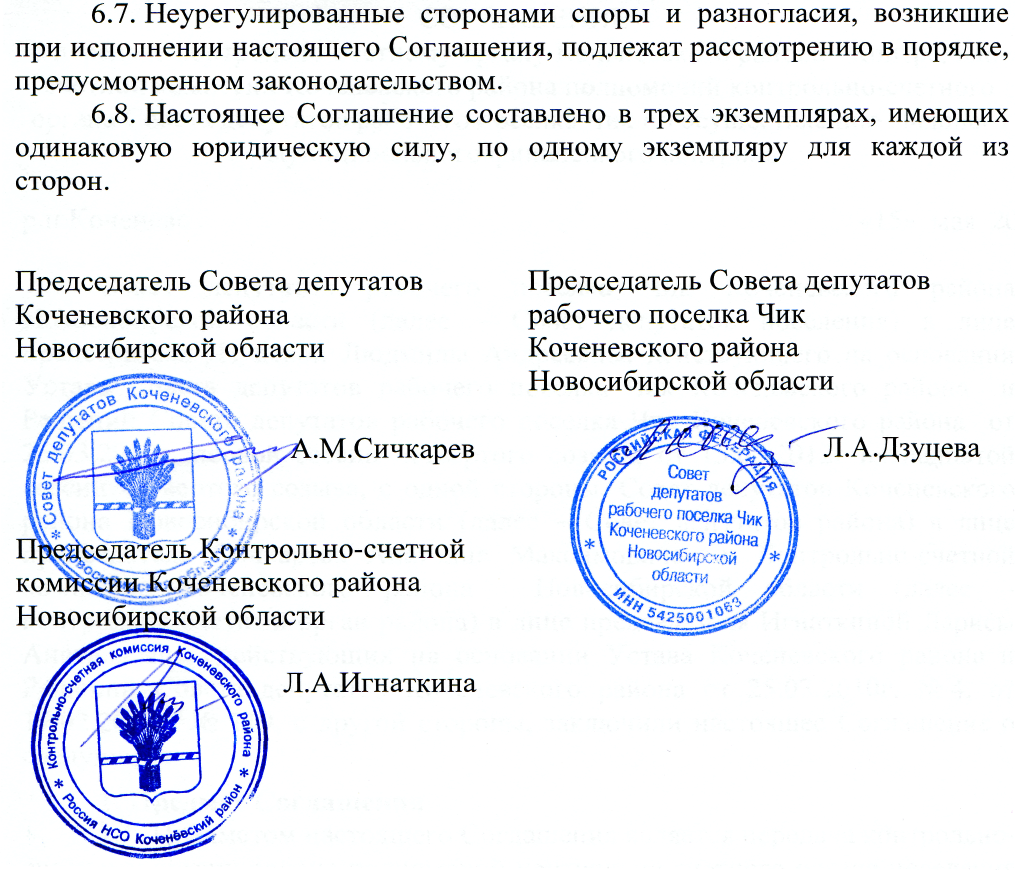 6.7. Неурегулированные сторонами споры и разногласия, возникшие
при исполнении настоящего Соглашения, подлежат рассмотрению в порядке,
предусмотренном законодательством.
6.8. Настоящее Соглашение составлено в трех экземплярах, имеющих
одинаковую юридическую силу, по одному экземпляру для каждой из
сторон.
Председатель Совета депутатов
Коченевского района
Новосибирской области
А.М.Сичкарев
Совет депутатов Коченевского района
Новосибирской области
Председатель Совета депутатов
рабочего поселка Чик
Коченевского района
Новосибирской области
Л.А.Дзуцева
РОССИЙСКАЯ ФЕДЕРАЦИЯ
Совет
депутатов
рабочего поселка Чик
Коченевского района
Новосибирской
области
ИНН 5425001063
Председатель Контрольно-счетной
комиссии Коченевского района
Новосибирской области
Л.А.Игнаткина
Контрольно-счетная комиссия Коченевского района
Россия НСО Коченёвский район